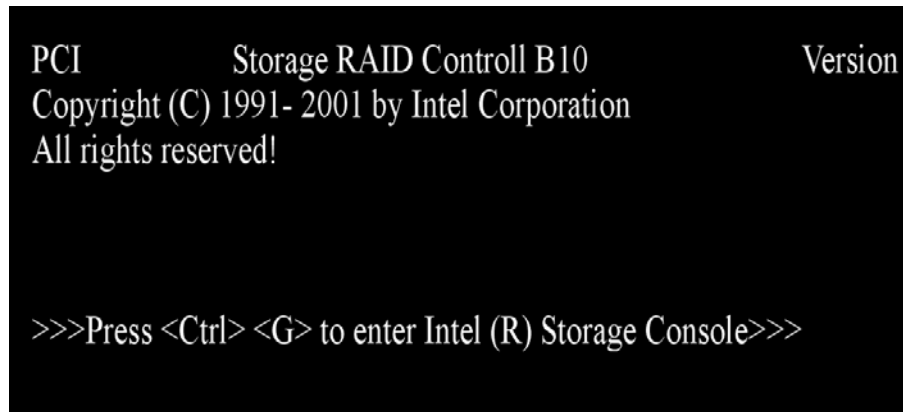 PCI Storage RAID Controll B10 Version
Copyright (C) 1991- 2001 by Intel Corporation
All rights reserved!
>>>Press <Ctrl> <G> to enter Intel (R) Storage Console>>>